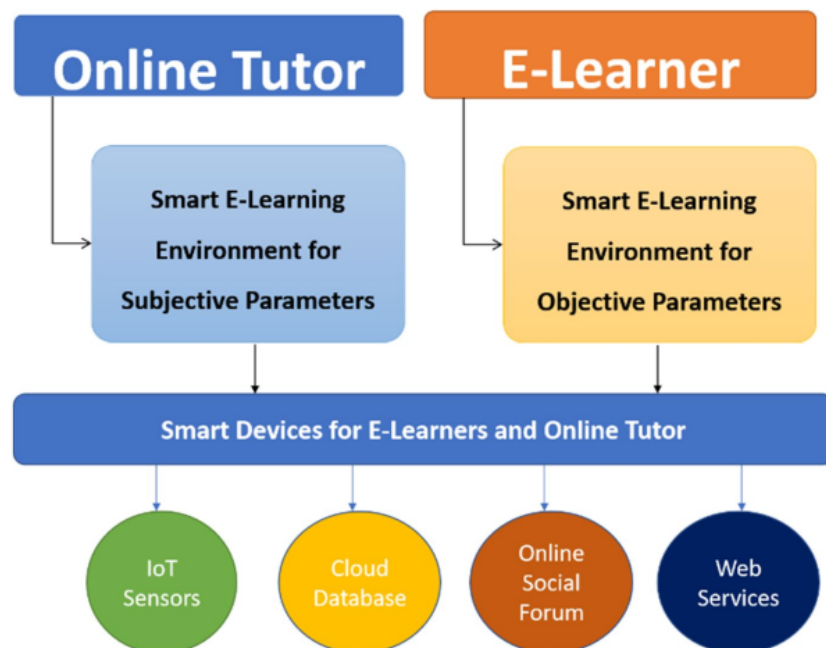 Online Tutor
E-Learner
Smart E-Learning
Environment for
Subjective Parameters
Smart E-Learning
Environment for
Objective Parameters
Smart Devices for E-Learners and Online Tutor
IoT
Sensors
Cloud
Database
Online
Social
Forum
Web
Services